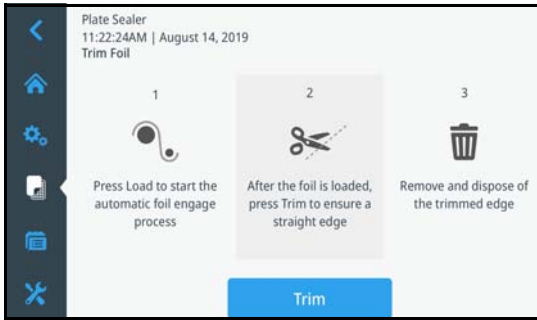 Plate Sealer
11:22:24AM | August 14, 2019
Trim Foil
1
Press Load to start the
automatic foil engage
process
2
After the foil is loaded,
press Trim to ensure a
straight edge
3
Remove and dispose of
the trimmed edge
Trim